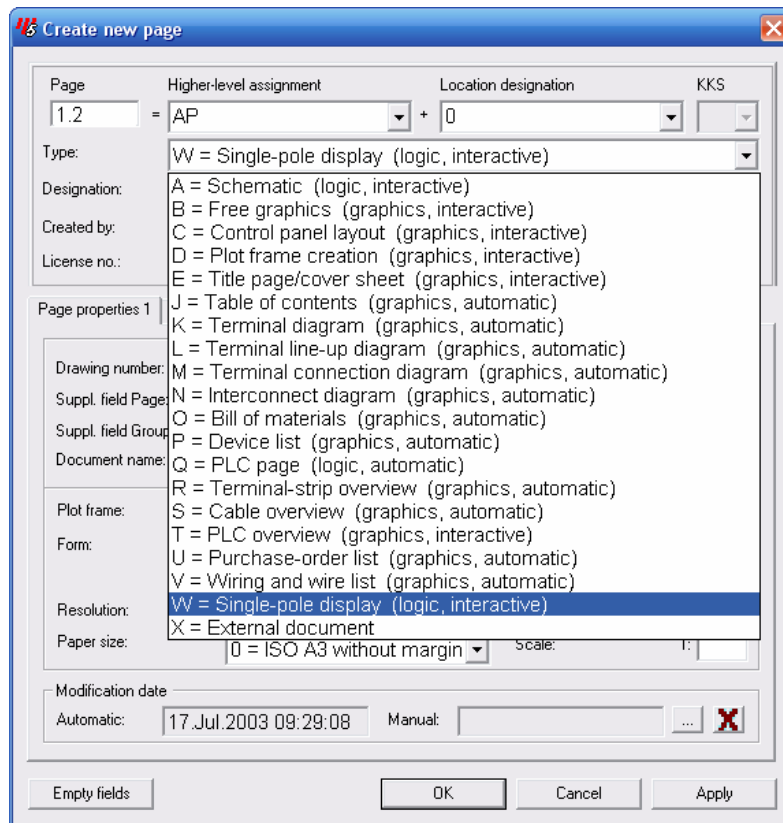 Create new page
Page Higher-level assignment Location designation KKS
1.2 = AP + 0
Type: W = Single-pole display (logic, interactive)
A = Schematic (logic, interactive)
Designation:
B = Free graphics (graphics, interactive)
Created by:
C = Control panel layout (graphics, interactive)
D = Plot frame creation (graphics, interactive)
License no.:
E = Title page/cover sheet (graphics, interactive)
Page properties 1
J = Table of contents (graphics, automatic)
K = Terminal diagram (graphics, automatic)
L = Terminal line-up diagram (graphics, automatic)
Drawing number:
M = Terminal connection diagram (graphics, automatic)
Suppl. field Page:
N = Interconnect diagram (graphics, automatic)
O = Bill of materials (graphics, automatic)
Suppl. field Group
P = Device list (graphics, automatic)
Document name:
Q = PLC page (logic, automatic)
R = Terminal-strip overview (graphics, automatic)
Plot frame:
S = Cable overview (graphics, automatic)
T = PLC overview (graphics, interactive)
Form:
U = Purchase-order list (graphics, automatic)
V = Wiring and wire list (graphics, automatic)
Resolution:
W = Single-pole display (logic, interactive)
X = External document
Paper size: 0 = ISO A3 without margin Scale: 1:
Modification date
Automatic: 17.Jul.2003 09:29:08 Manual: ...
Empty fields OK Cancel Apply